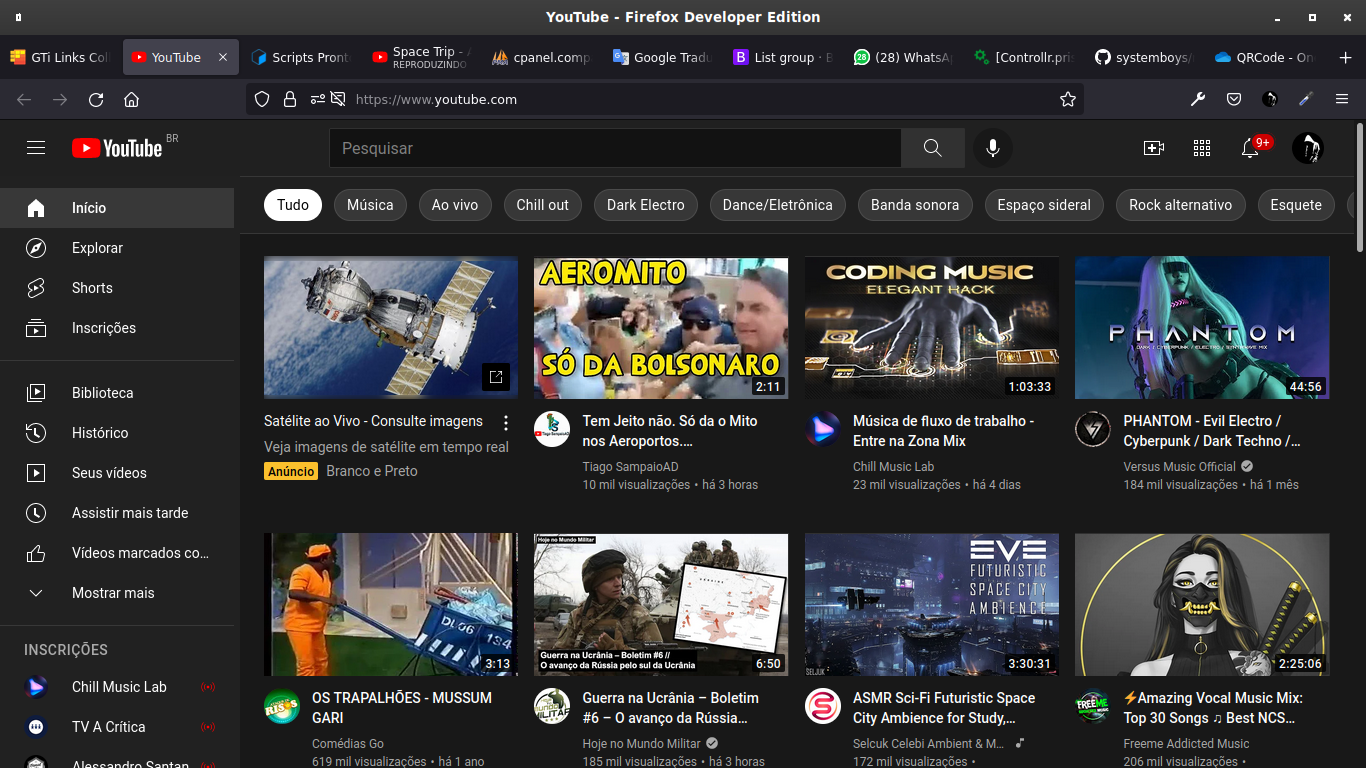 YouTube - Firefox Developer Edition
GTi Links Col
YouTube
Scripts Pront
Space Trip - A
REPRODUZINDO
cpanel.comp
Google Tradu
List group · B
(28) WhatsA
[Controllr.pris
systemboys/
QRCode - On
https://www.youtube.com
YouTube
BR
Pesquisar
9+
Início
Explorar
Shorts
Inscrições
Biblioteca
Histórico
Seus vídeos
Assistir mais tarde
Vídeos marcados co...
Mostrar mais
INSCRIÇÕES
Chill Music Lab
TV A Crítica
Alessandro Santan
Tudo
Música
Ao vivo
Chill out
Dark Electro
Dance/Eletrônica
Banda sonora
Espaço sideral
Rock alternativo
Esquete
Satélite ao Vivo - Consulte imagens
Veja imagens de satélite em tempo real
Anúncio
Branco e Preto
AEROMITO
SÓ DA BOLSONARO
2:11
Tem Jeito não. Só da o Mito
nos Aeroportos....
Tiago SampaioAD
10 mil visualizações • há 3 horas
CODING MUSIC
ELEGANT HACK
1:03:33
Música de fluxo de trabalho -
Entre na Zona Mix
Chill Music Lab
23 mil visualizações • há 4 dias
PHANTOM
DARK / CYBERPUNK / ELECTRO / SYNTHWAVE MIX
44:56
PHANTOM - Evil Electro /
Cyberpunk / Dark Techno /...
Versus Music Official
184 mil visualizações • há 1 mês
DL06
134
3:13
OS TRAPALHÕES - MUSSUM
GARI
Comédias Go
619 mil visualizações • há 1 ano
Hoje no Mundo Militar
UKRAINE
Guerra na Ucrânia – Boletim #6 //
O avanço da Rússia pelo sul da Ucrânia
6:50
Guerra na Ucrânia – Boletim
#6 – O avanço da Rússia...
Hoje no Mundo Militar
185 mil visualizações • há 3 horas
EVE
FUTURISTIC
SPACE CITY
AMBIENCE
SELJUK
3:30:31
ASMR Sci-Fi Futuristic Space
City Ambience for Study,...
Selcuk Celebi Ambient & M...
172 mil visualizações •
2:25:06
⚡Amazing Vocal Music Mix:
Top 30 Songs ♫ Best NCS...
Freeme Addicted Music
206 mil visualizações •